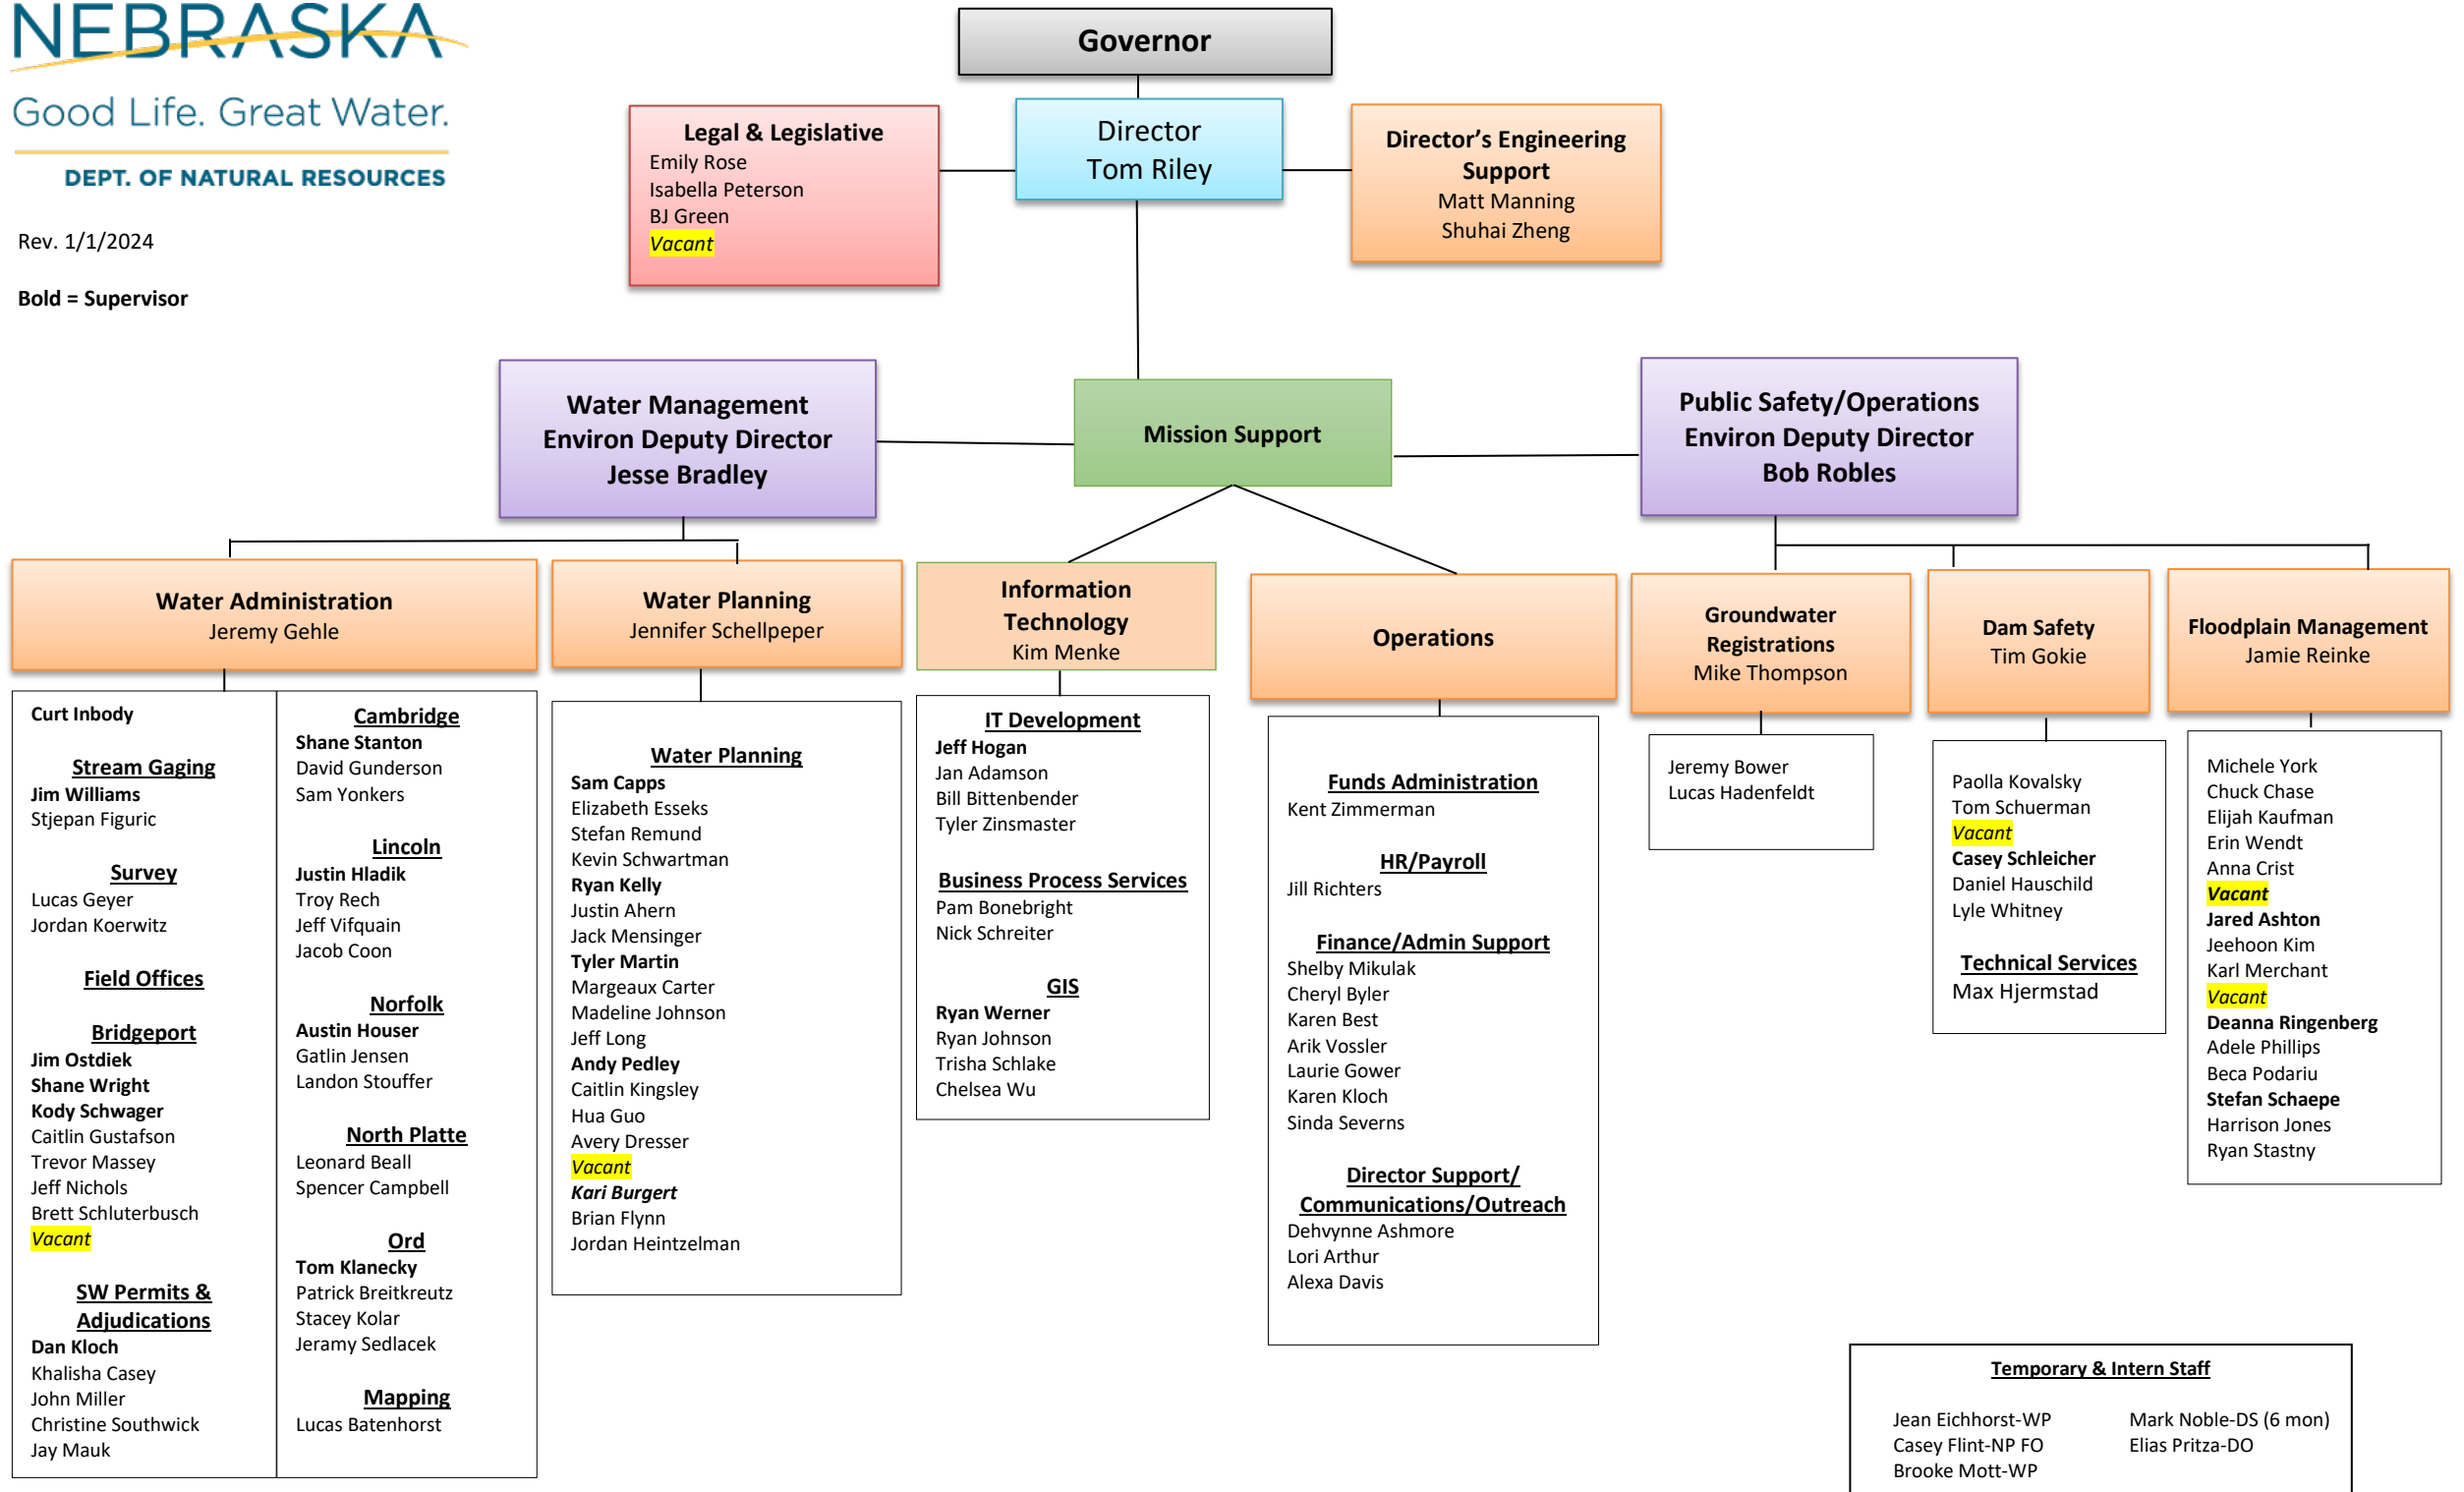 NEBRASKA
Good Life. Great Water.
DEPT. OF NATURAL RESOURCES
Rev. 1/1/2024
Bold = Supervisor
Governor
Legal & Legislative
Emily Rose
Isabella Peterson
BJ Green
Vacant
Director
Tom Riley
Director’s Engineering
Support
Matt Manning
Shuhai Zheng
Water Management
Environ Deputy Director
Jesse Bradley
Mission Support
Public Safety/Operations
Environ Deputy Director
Bob Robles
Water Administration
Jeremy Gehle
Water Planning
Jennifer Schellpeper
Information
Technology
Kim Menke
Operations
Groundwater
Registrations
Mike Thompson
Dam Safety
Tim Gokie
Floodplain Management
Jamie Reinke
Curt Inbody
Stream Gaging
Jim Williams
Stjepan Figuric
Survey
Lucas Geyer
Jordan Koerwitz
Field Offices
Bridgeport
Jim Ostdiek
Shane Wright
Kody Schwager
Caitlin Gustafson
Trevor Massey
Jeff Nichols
Brett Schluterbusch
Vacant
SW Permits &
Adjudications
Dan Kloch
Khalisha Casey
John Miller
Christine Southwick
Jay Mauk
Cambridge
Shane Stanton
David Gunderson
Sam Yonkers
Lincoln
Justin Hladik
Troy Rech
Jeff Vifquain
Jacob Coon
Norfolk
Austin Houser
Gatlin Jensen
Landon Stouffer
North Platte
Leonard Beall
Spencer Campbell
Ord
Tom Klanecky
Patrick Breitkreutz
Stacey Kolar
Jeramy Sedlacek
Mapping
Lucas Batenhorst
Water Planning
Sam Capps
Elizabeth Esseks
Stefan Remund
Kevin Schwartman
Ryan Kelly
Justin Ahern
Jack Mensinger
Tyler Martin
Margeaux Carter
Madeline Johnson
Jeff Long
Andy Pedley
Caitlin Kingsley
Hua Guo
Avery Dresser
Vacant
Kari Burgert
Brian Flynn
Jordan Heintzelman
IT Development
Jeff Hogan
Jan Adamson
Bill Bittenbender
Tyler Zinsmaster
Business Process Services
Pam Bonebright
Nick Schreiter
GIS
Ryan Werner
Ryan Johnson
Trisha Schlake
Chelsea Wu
Funds Administration
Kent Zimmerman
HR/Payroll
Jill Richters
Finance/Admin Support
Shelby Mikulak
Cheryl Byler
Karen Best
Arik Vossler
Laurie Gower
Karen Kloch
Sinda Severns
Director Support/
Communications/Outreach
Dehvynne Ashmore
Lori Arthur
Alexa Davis
Jeremy Bower
Lucas Hadenfeldt
Paolla Kovalsky
Tom Schuerman
Vacant
Casey Schleicher
Daniel Hauschild
Lyle Whitney
Technical Services
Max Hjermstad
Michele York
Chuck Chase
Elijah Kaufman
Erin Wendt
Anna Crist
Vacant
Jared Ashton
Jeehoon Kim
Karl Merchant
Vacant
Deanna Ringenberg
Adele Phillips
Beca Podariu
Stefan Schaepe
Harrison Jones
Ryan Stastny
Temporary & Intern Staff
Jean Eichhorst-WP
Casey Flint-NP FO
Brooke Mott-WP
Mark Noble-DS (6 mon)
Elias Pritza-DO